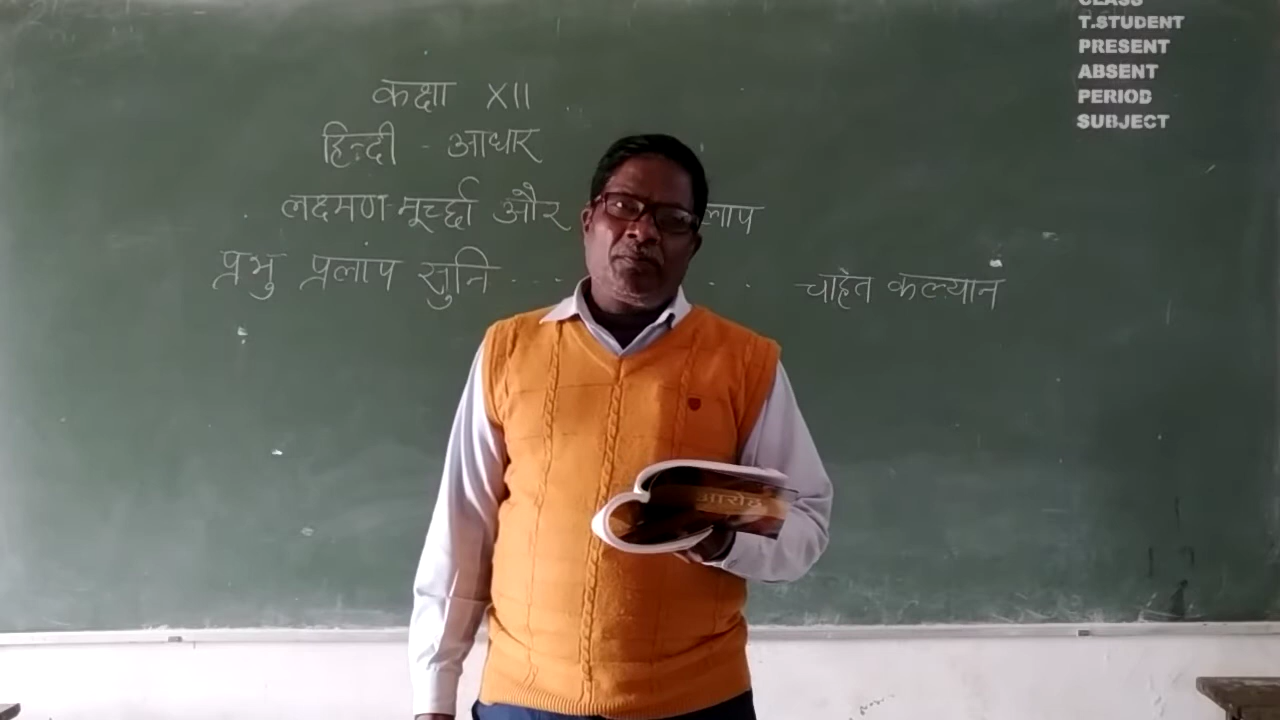 कक्षा XII
हिन्दी - आधार
लक्ष्मण-मूर्च्छा और लाप
प्रभु प्रलाप सुनि ... .. चाहत कल्यान
CLASS
T.STUDENT
PRESENT
ABSENT
PERIOD
SUBJECT
आरोह